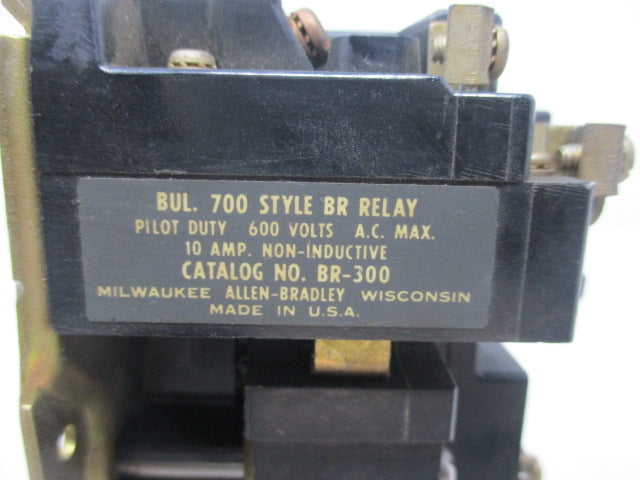 BUL. 700 STYLE BR RELAY
PILOT DUTY 600 VOLTS A.C. MAX.
10 AMP. NON-INDUCTIVE
CATALOG NO. BR-300
MILWAUKEE ALLEN-BRADLEY WISCONSIN
MADE IN U.S.A.